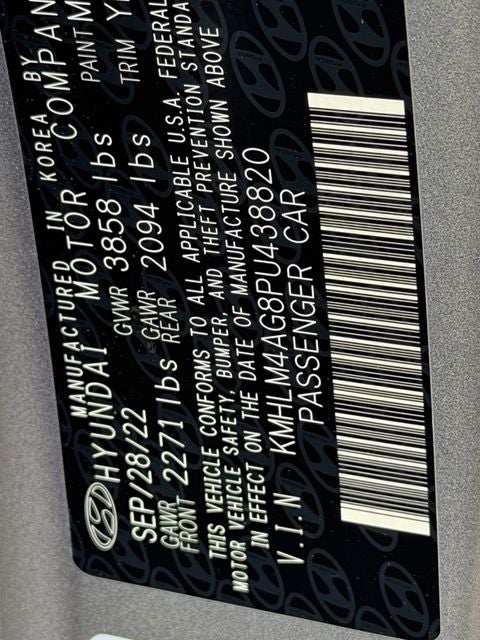 MANUFACTURED IN KOREA BY
HYUNDAI MOTOR COMPAN
SEP/28/22 GVWR 3858 lbs PAINT M
GAWR FRONT 2271 lbs GAWR REAR 2094 lbs TRIM Y
THIS VEHICLE CONFORMS TO ALL APPLICABLE U.S.A. FEDERAL
MOTOR VEHICLE SAFETY, BUMPER, AND THEFT PREVENTION STANDA
IN EFFECT ON THE DATE OF MANUFACTURE SHOWN ABOVE
V.I.N KMHLM4AG8PU438820
PASSENGER CAR